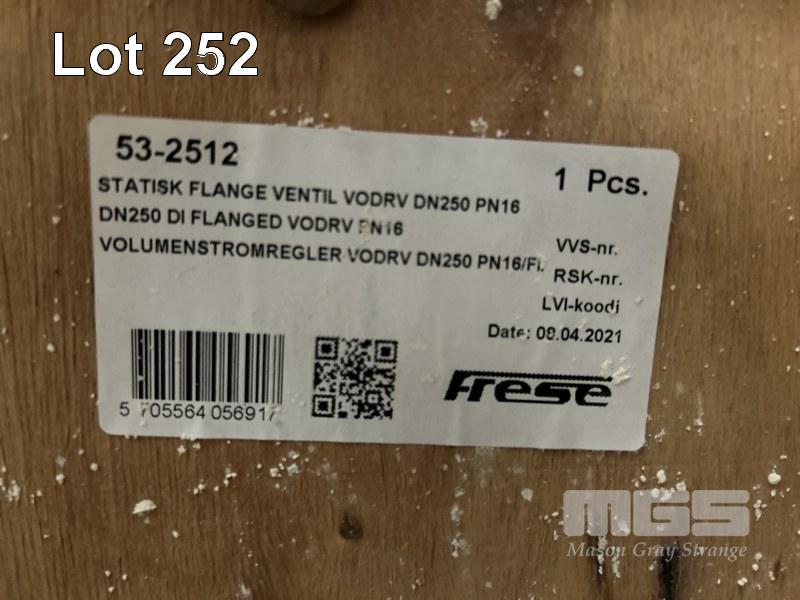 Lot 252
53-2512
1 Pcs.
STATISK FLANGE VENTIL VODRV DN250 PN16
DN250 DI FLANGED VODRV PN16
VOLUMENSTROMREGLER VODRV DN250 PN16/Fl.
VVS-nr.
RSK-nr.
LVI-koodi
Date: 08.04.2021
5 705564 056917
Frese
MGS
Mason Gray Strange